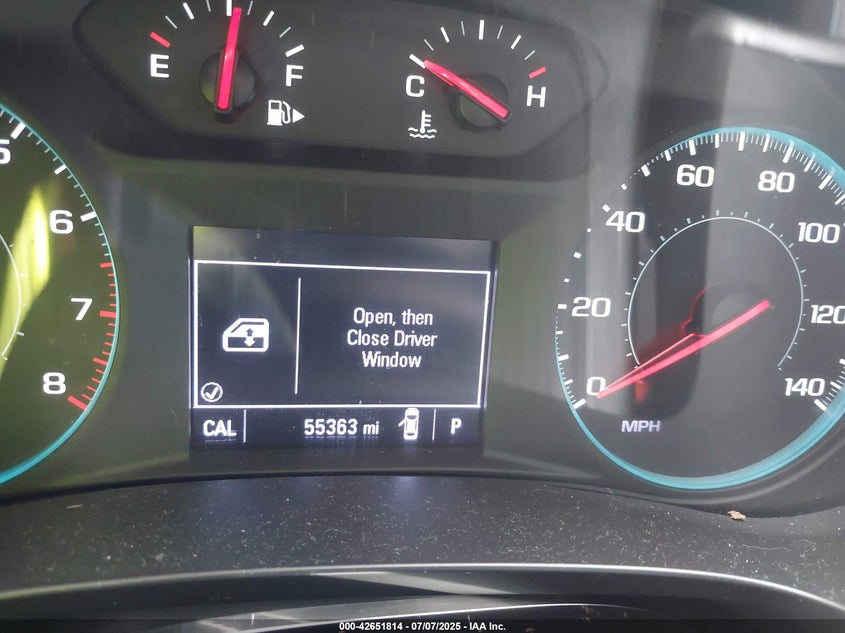 E
F
C
H
5
6
7
8
0
20
40
60
80
100
120
140
MPH
Open, then
Close Driver
Window
CAL 55363 mi P
000-42651814 - 07/07/2025 - IAA Inc.